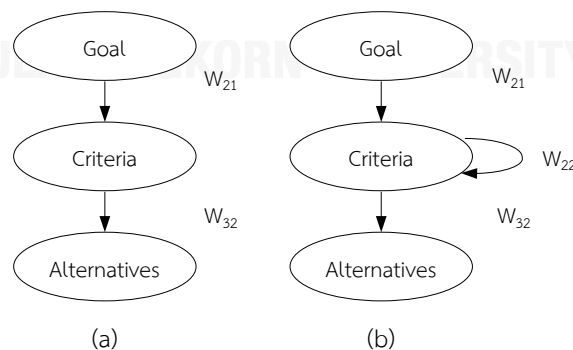 Goal
W21
Criteria
W32
Alternatives
(a)
Goal
W21
Criteria
W22
W32
Alternatives
(b)